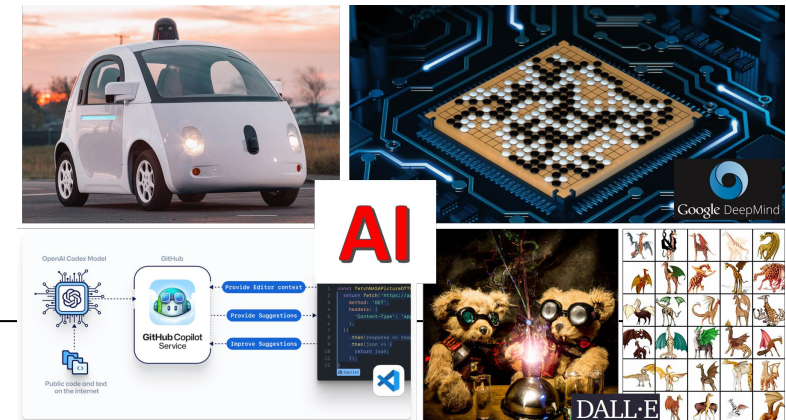 Google DeepMind
AI
OpenAI Codex Model
GitHub
GitHub Copilot
Service
Public code and text
on the internet
Provide Editor context
Provide Suggestions
Improve Suggestions
method: "GET",
headers: {
return json;
DALL·E